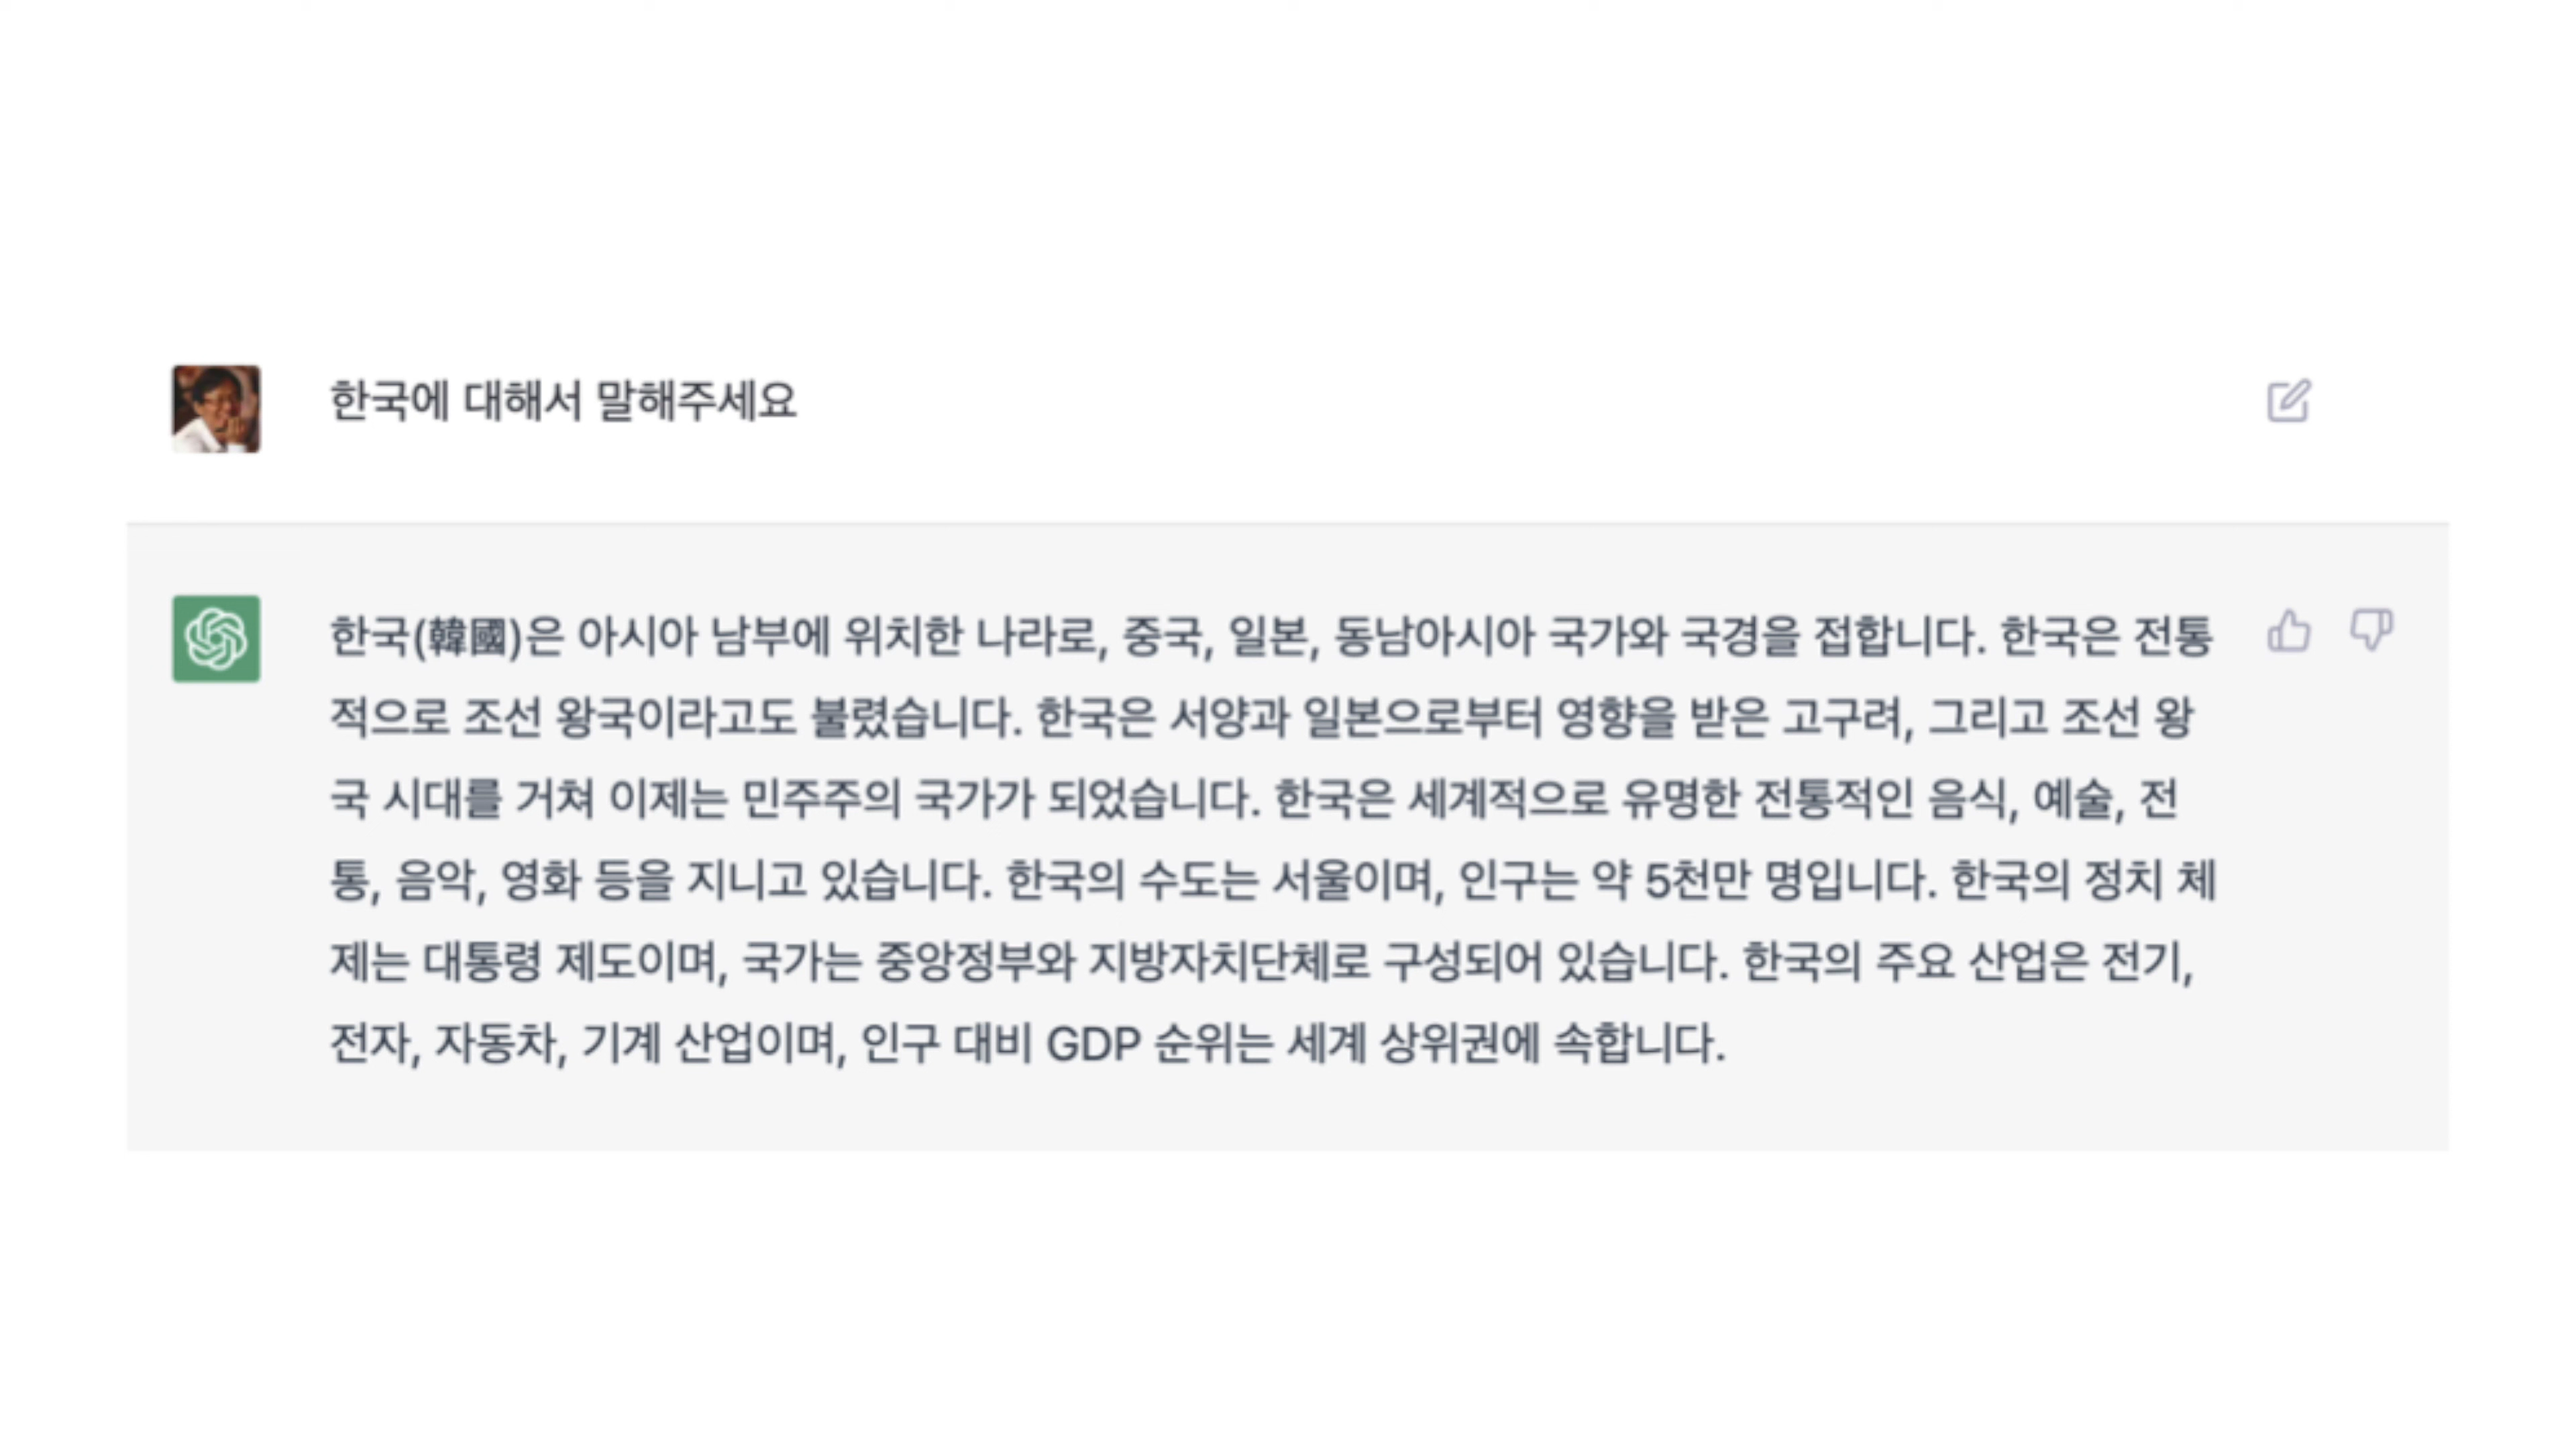 한국에 대해서 말해주세요
한국(韓國)은 아시아 남부에 위치한 나라로, 중국, 일본, 동남아시아 국가와 국경을 접합니다. 한국은 전통
적으로 조선 왕국이라고도 불렸습니다. 한국은 서양과 일본으로부터 영향을 받은 고구려, 그리고 조선 왕
국 시대를 거쳐 이제는 민주주의 국가가 되었습니다. 한국은 세계적으로 유명한 전통적인 음식, 예술, 전
통, 음악, 영화 등을 지니고 있습니다. 한국의 수도는 서울이며, 인구는 약 5천만 명입니다. 한국의 정치 체
제는 대통령 제도이며, 국가는 중앙정부와 지방자치단체로 구성되어 있습니다. 한국의 주요 산업은 전기,
전자, 자동차, 기계 산업이며, 인구 대비 GDP 순위는 세계 상위권에 속합니다.